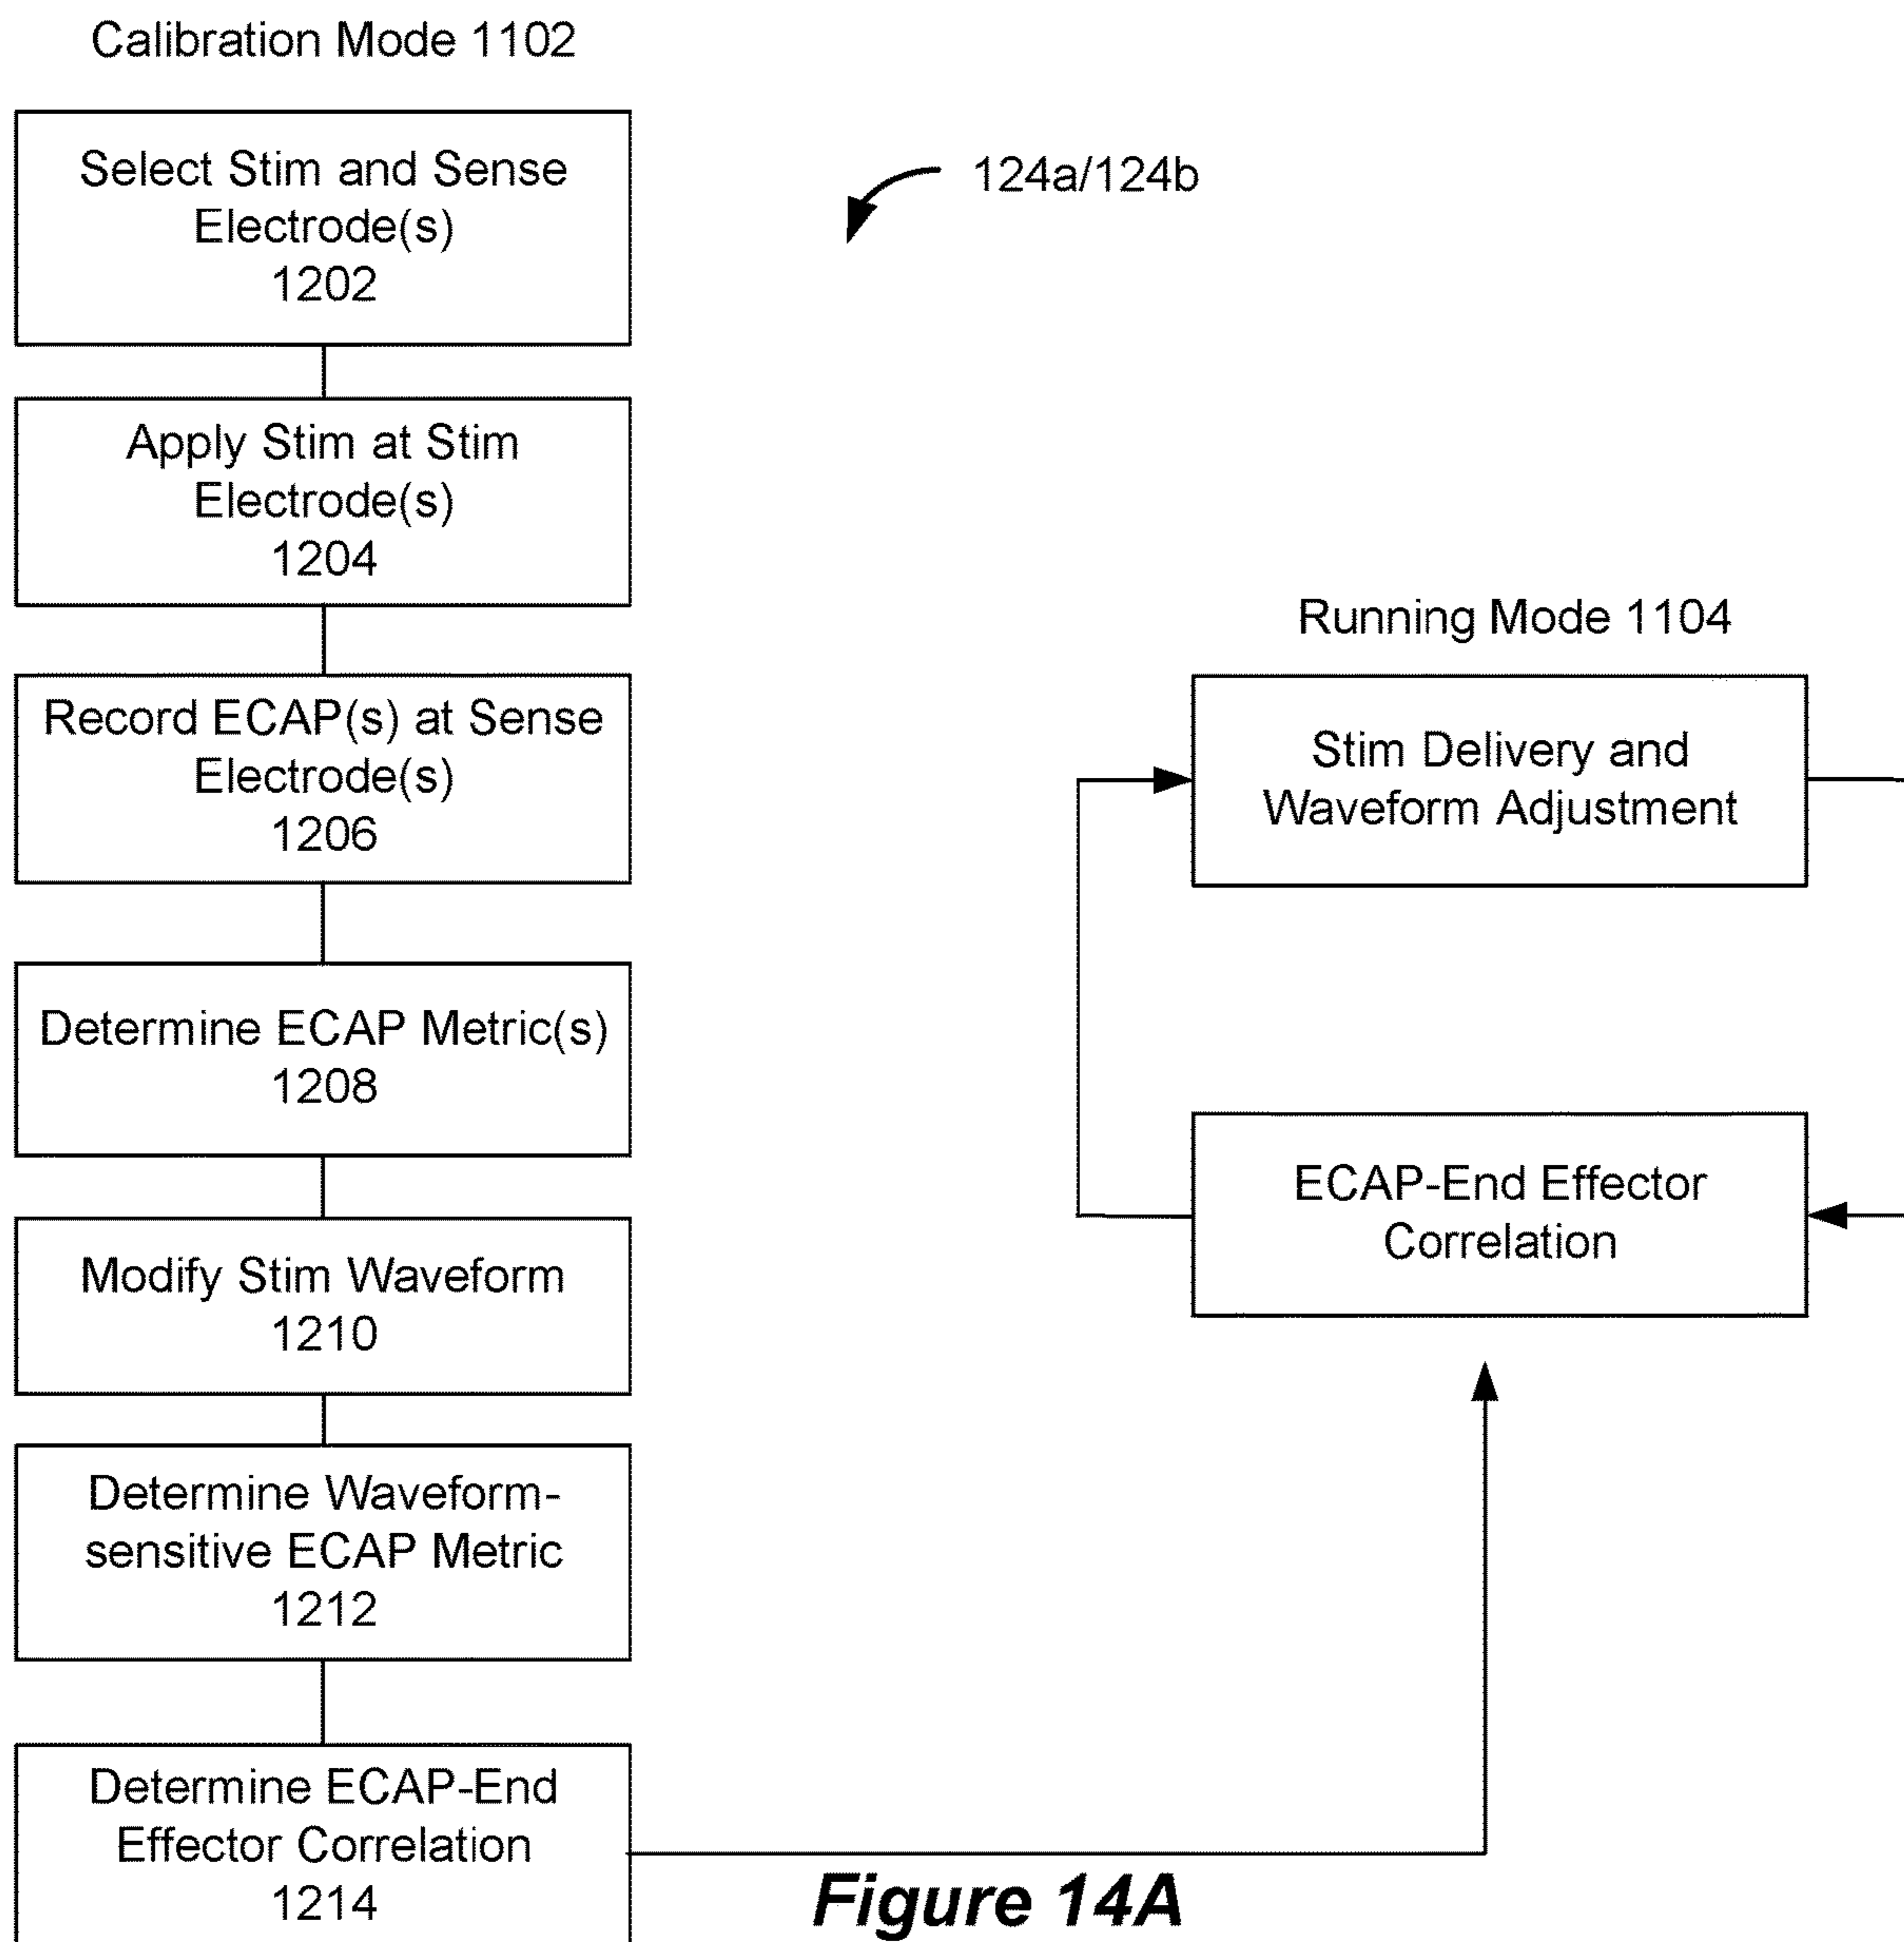 Calibration Mode 1102
Select Stim and Sense
Electrode(s)
1202
Apply Stim at Stim
Electrode(s)
1204
Record ECAP(s) at Sense
Electrode(s)
1206
Determine ECAP Metric(s)
1208
Modify Stim Waveform
1210
Determine Waveform-
sensitive ECAP Metric
1212
Determine ECAP-End
Effector Correlation
1214
124a/124b
Running Mode 1104
Stim Delivery and
Waveform Adjustment
ECAP-End Effector
Correlation
Figure 14A